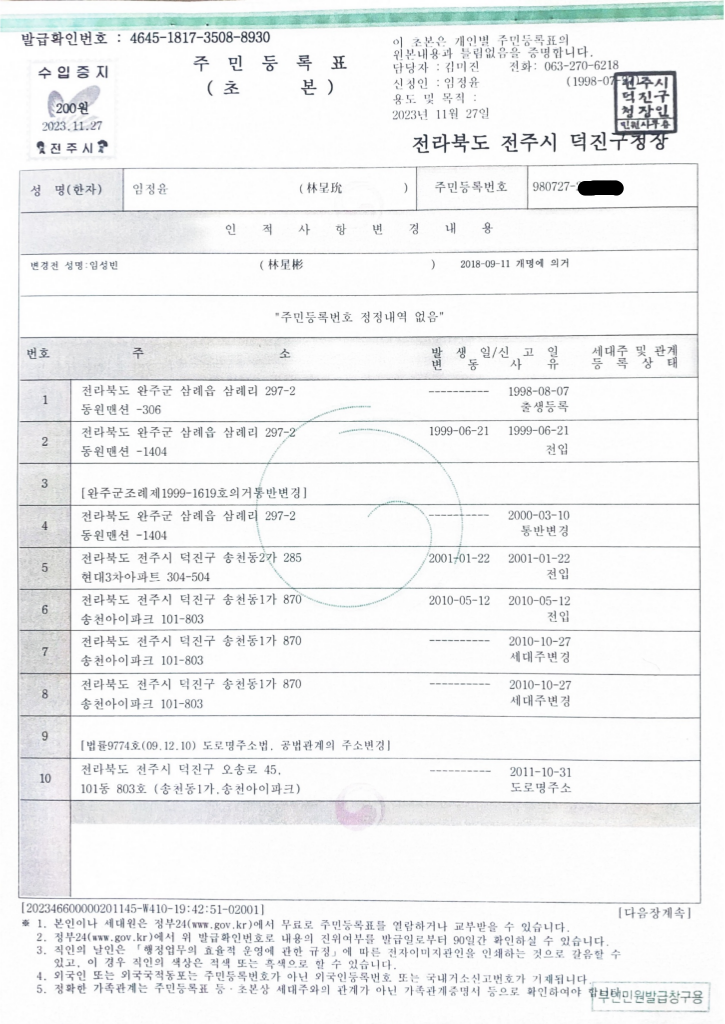 발급확인번호 : 4645-1817-3508-8930
수입증지
200원
2023.11.27
전주시
주 민 등 록 표
( 초 본 )
이 초본은 개인별 주민등록표의
원본내용과 틀림없음을 증명합니다.
담당자 : 김미진 전화: 063-270-6218
신청인 : 임정윤 (1998-07-
용도 및 목적 :
2023년 11월 27일
전주시
덕진구
청장인
민원사무용
전라북도 전주시 덕진구청장
성 명(한자) 임정윤 (林呈玧 ) 주민등록번호 980727-
인 적 사 항 변 경 내 용
변경전 성명:임성빈 (林星彬 ) 2018-09-11 개명에 의거
"주민등록번호 정정내역 없음"
번호 주 소 발 생 일/신 고 일 세대주 및 관계
변 동 사 유 등 록 상 태
1 전라북도 완주군 삼례읍 삼례리 297-2 ---------- 1998-08-07
동원맨션 -306 출생등록
2 전라북도 완주군 삼례읍 삼례리 297-2 1999-06-21 1999-06-21
동원맨션 -1404 전입
3
[완주군조례제1999-1619호의거통반변경]
4 전라북도 완주군 삼례읍 삼례리 297-2 ---------- 2000-03-10
동원맨션 -1404 통반변경
5 전라북도 전주시 덕진구 송천동2가 285 2001-01-22 2001-01-22
현대3차아파트 304-504 전입
6 전라북도 전주시 덕진구 송천동1가 870 2010-05-12 2010-05-12
송천아이파크 101-803 전입
7 전라북도 전주시 덕진구 송천동1가 870 ---------- 2010-10-27
송천아이파크 101-803 세대주변경
8 전라북도 전주시 덕진구 송천동1가 870 ---------- 2010-10-27
송천아이파크 101-803 세대주변경
9
[법률9774호(09.12.10) 도로명주소법, 공법관계의 주소변경]
10 전라북도 전주시 덕진구 오송로 45, ---------- 2011-10-31
101동 803호 (송천동1가,송천아이파크) 도로명주소
[202346600000201145-W410-19:42:51-02001]
[다음장계속]
※ 1. 본인이나 세대원은 정부24(www.gov.kr)에서 무료로 주민등록표를 열람하거나 교부받을 수 있습니다.
2. 정부24(www.gov.kr)에서 위 발급확인번호로 내용의 진위여부를 발급일로부터 90일간 확인하실 수 있습니다.
3. 직인의 날인은 「행정업무의 효율적 운영에 관한 규정」에 따른 전자이미지관인을 인쇄하는 것으로 갈음할 수
있고, 이 경우 직인의 색상은 적색 또는 흑색으로 할 수 있습니다.
4. 외국인 또는 외국국적동포는 주민등록번호가 아닌 외국인등록번호 또는 국내거소신고번호가 기재됩니다.
5. 정확한 가족관계는 주민등록표 등·초본상 세대주와의 관계가 아닌 가족관계증명서 등으로 확인하여야 합니다.
무인민원발급창구용